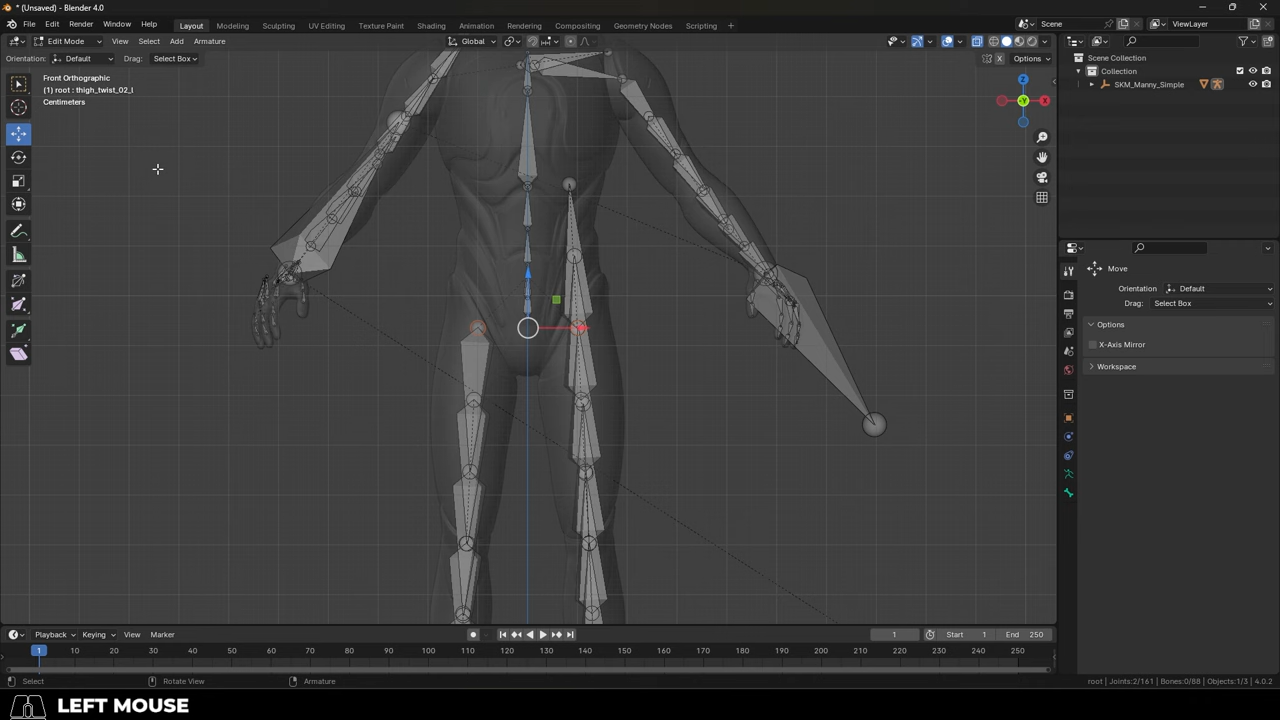 * (Unsaved) - Blender 4.0
File Edit Render Window Help
Layout Modeling Sculpting UV Editing Texture Paint Shading Animation Rendering Compositing Geometry Nodes Scripting +
Scene
ViewLayer
Edit Mode View Select Add Armature
Global
Orientation: Default Drag: Select Box
X Options
Front Orthographic
(1) root : thigh_twist_02_l
Centimeters
Z
Y
X
Scene Collection
Collection
SKM_Manny_Simple
Move
Orientation Default
Drag: Select Box
Options
X-Axis Mirror
Workspace
Playback Keying View Marker
1 Start 1 End 250
1 10 20 30 40 50 60 70 80 90 100 110 120 130 140 150 160 170 180 190 200 210 220 230 240 250
Select Rotate View Armature
root | Joints:2/161 | Bones:0/88 | Objects:1/3 | 4.0.2
LEFT MOUSE